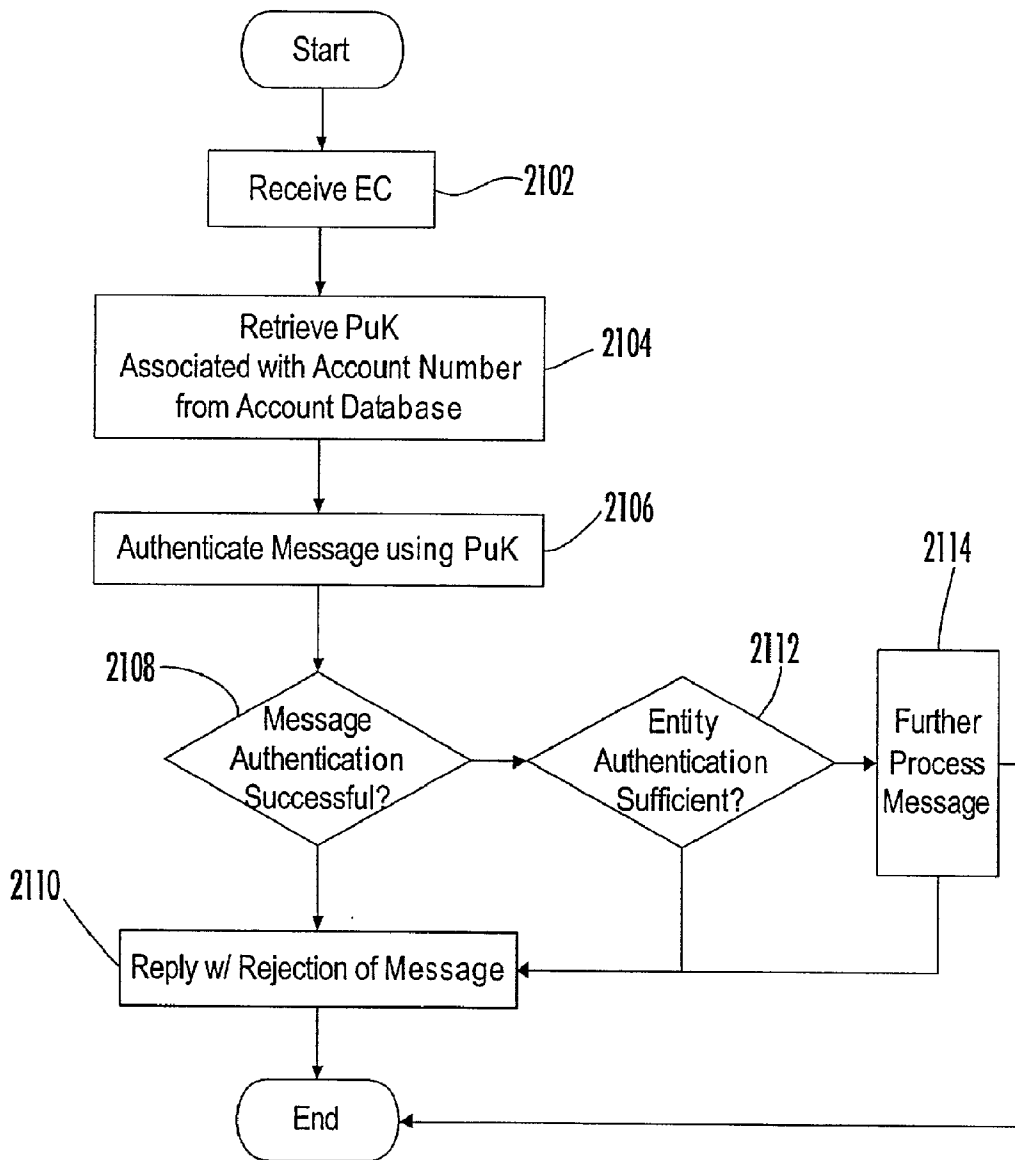 Start
Receive EC
2102
Retrieve PuK
Associated with Account Number
from Account Database
2104
Authenticate Message using PuK
2106
2108
Message
Authentication
Successful?
2112
Entity
Authentication
Sufficient?
2114
Further
Process
Message
2110
Reply w/ Rejection of Message
End